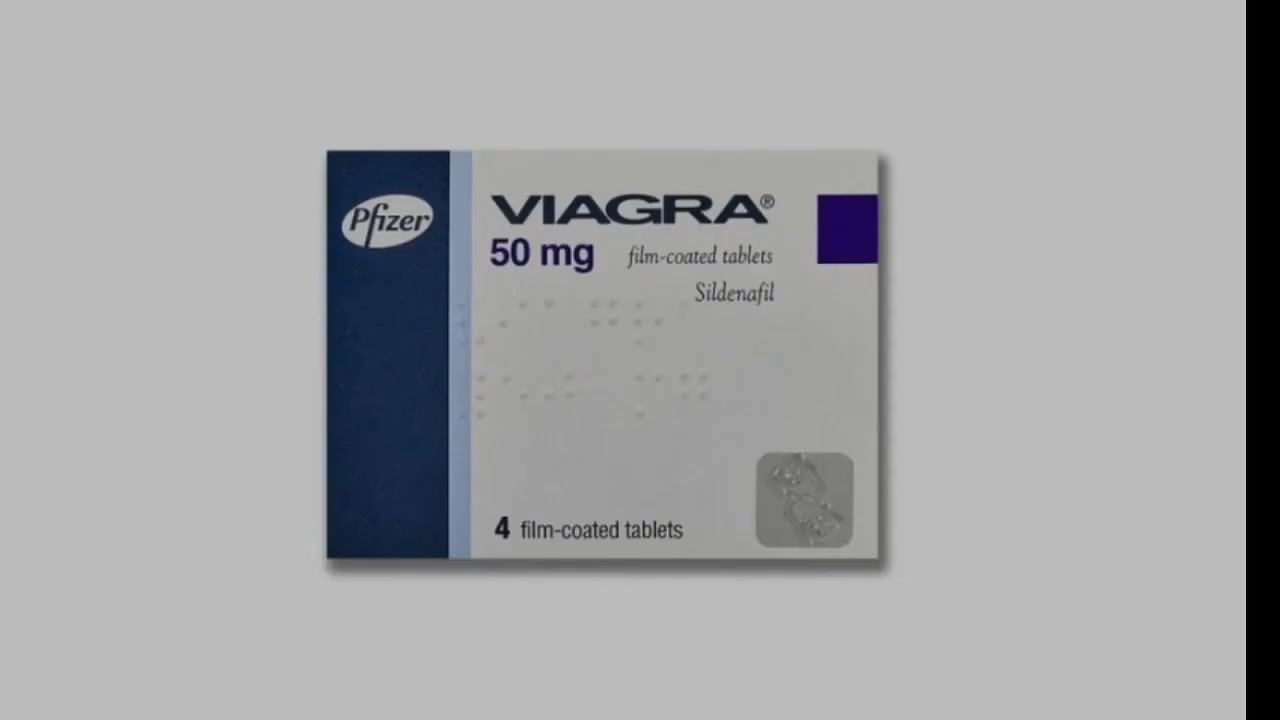 Pfizer
VIAGRA®
50 mg film-coated tablets
Sildenafil
4 film-coated tablets